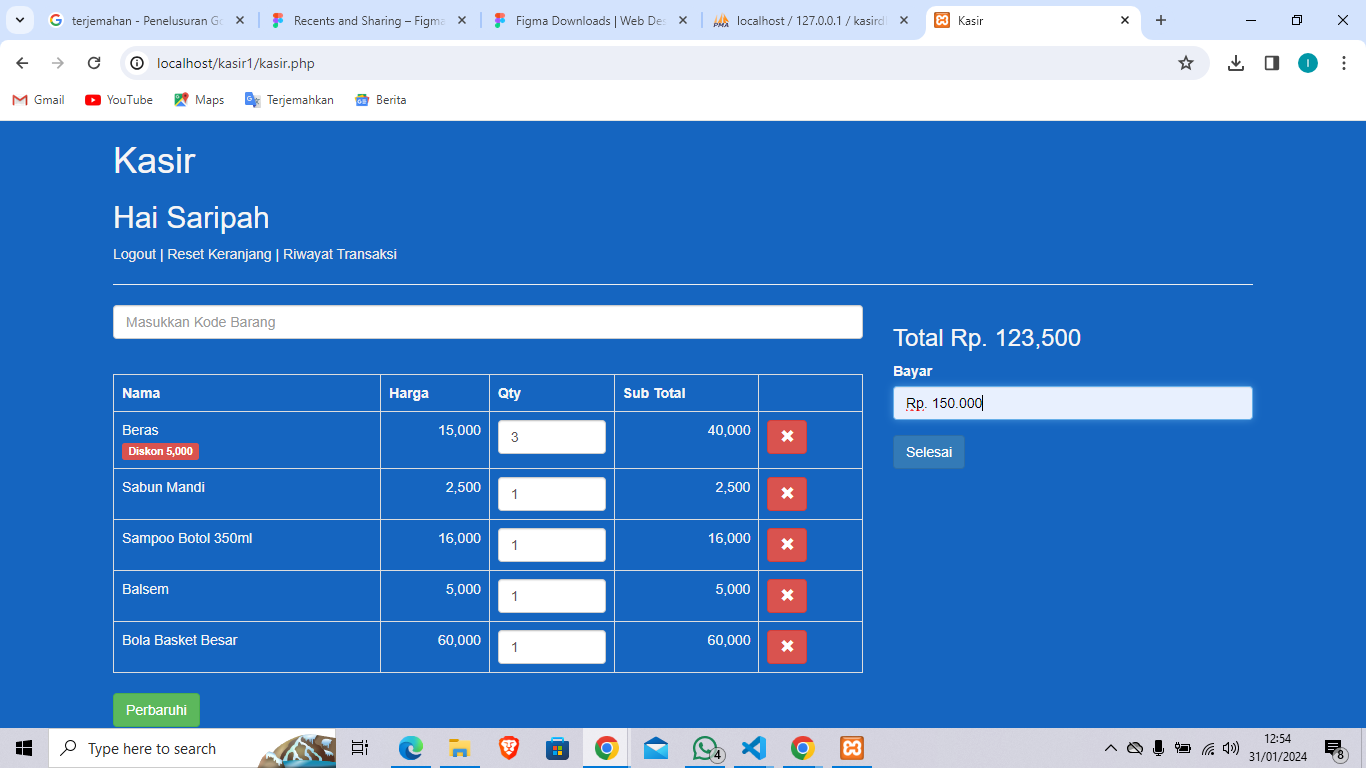 terjemahan - Penelusuran Go
Recents and Sharing – Figma
Figma Downloads | Web Des
localhost / 127.0.0.1 / kasird
Kasir
localhost/kasir1/kasir.php
I
Gmail
YouTube
Maps
Terjemahkan
Berita
Kasir
Hai Saripah
Logout | Reset Keranjang | Riwayat Transaksi
Masukkan Kode Barang
Total Rp. 123,500
Bayar
Rp. 150.000
Selesai
Nama Harga Qty Sub Total
Beras 15,000 3 40,000
Diskon 5,000
Sabun Mandi 2,500 1 2,500
Sampoo Botol 350ml 16,000 1 16,000
Balsem 5,000 1 5,000
Bola Basket Besar 60,000 1 60,000
Perbaruhi
Type here to search
4
12:54
31/01/2024
8